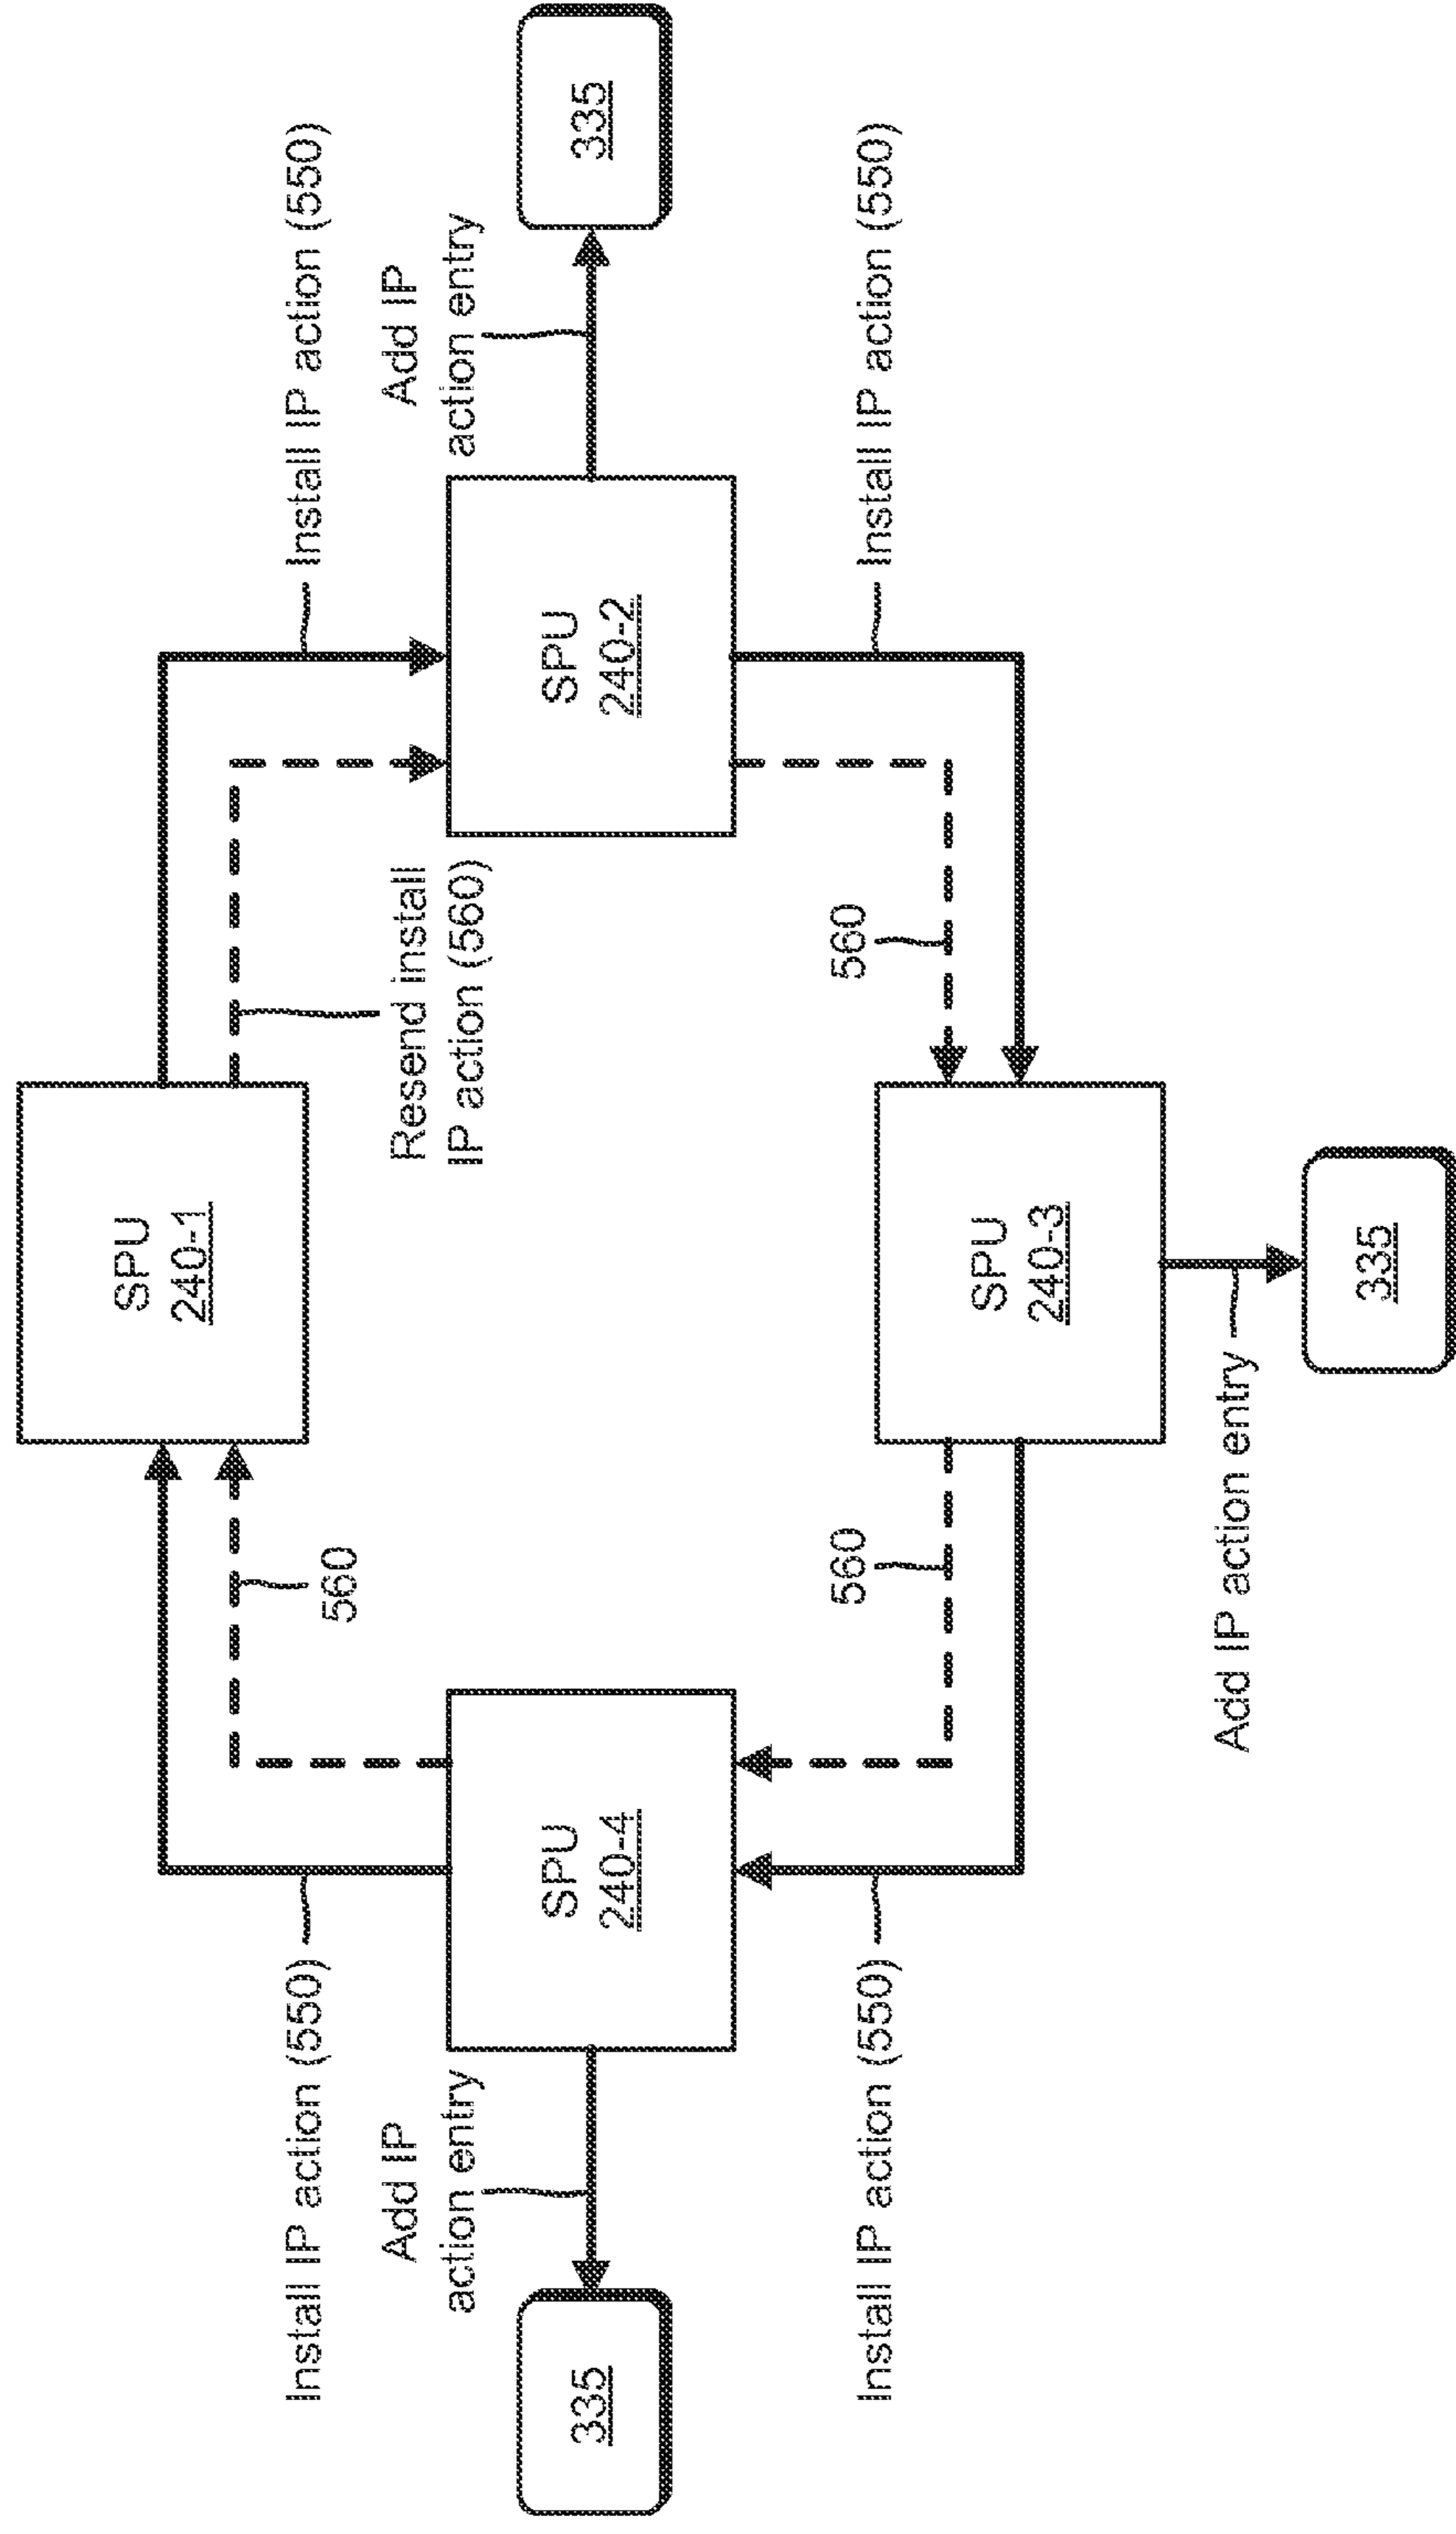 SPU
240-1
Install IP action (550)
Install IP action (550)
560
Resend install
IP action (560)
Add IP
action entry
Add IP
action entry
335
SPU
240-4
SPU
240-2
335
560
560
Install IP action (550)
Install IP action (550)
SPU
240-3
Add IP action entry
335